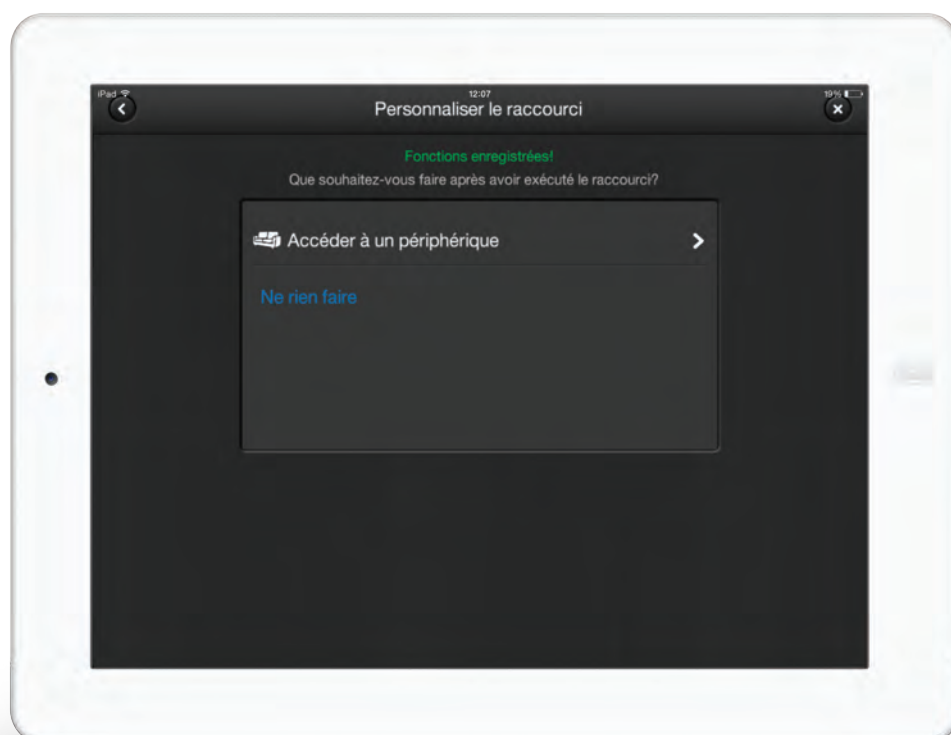 iPad
12:07
19%
Personnaliser le raccourci
Fonctions enregistrées!
Que souhaitez-vous faire après avoir exécuté le raccourci?
Accéder à un périphérique
Ne rien faire